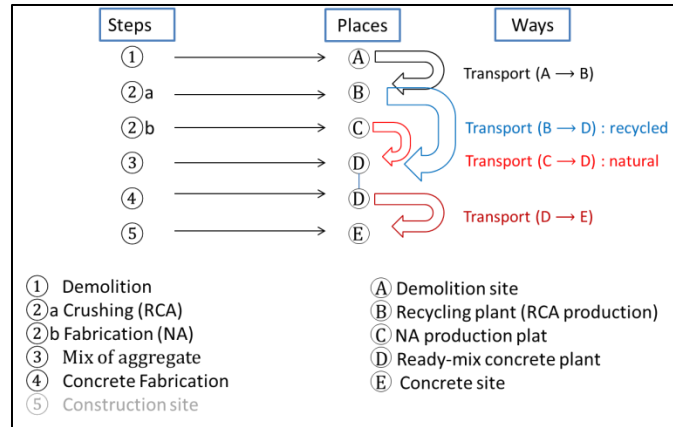 Steps Places Ways
① Ⓐ
Transport (A → B)
②a Ⓑ
②b Ⓒ Transport (B → D) : recycled
③ Ⓓ Transport (C → D) : natural
④ Ⓓ
Transport (D → E)
⑤ Ⓔ
① Demolition
②a Crushing (RCA)
②b Fabrication (NA)
③ Mix of aggregate
④ Concrete Fabrication
⑤ Construction site
Ⓐ Demolition site
Ⓑ Recycling plant (RCA production)
Ⓒ NA production plat
Ⓓ Ready-mix concrete plant
Ⓔ Concrete site